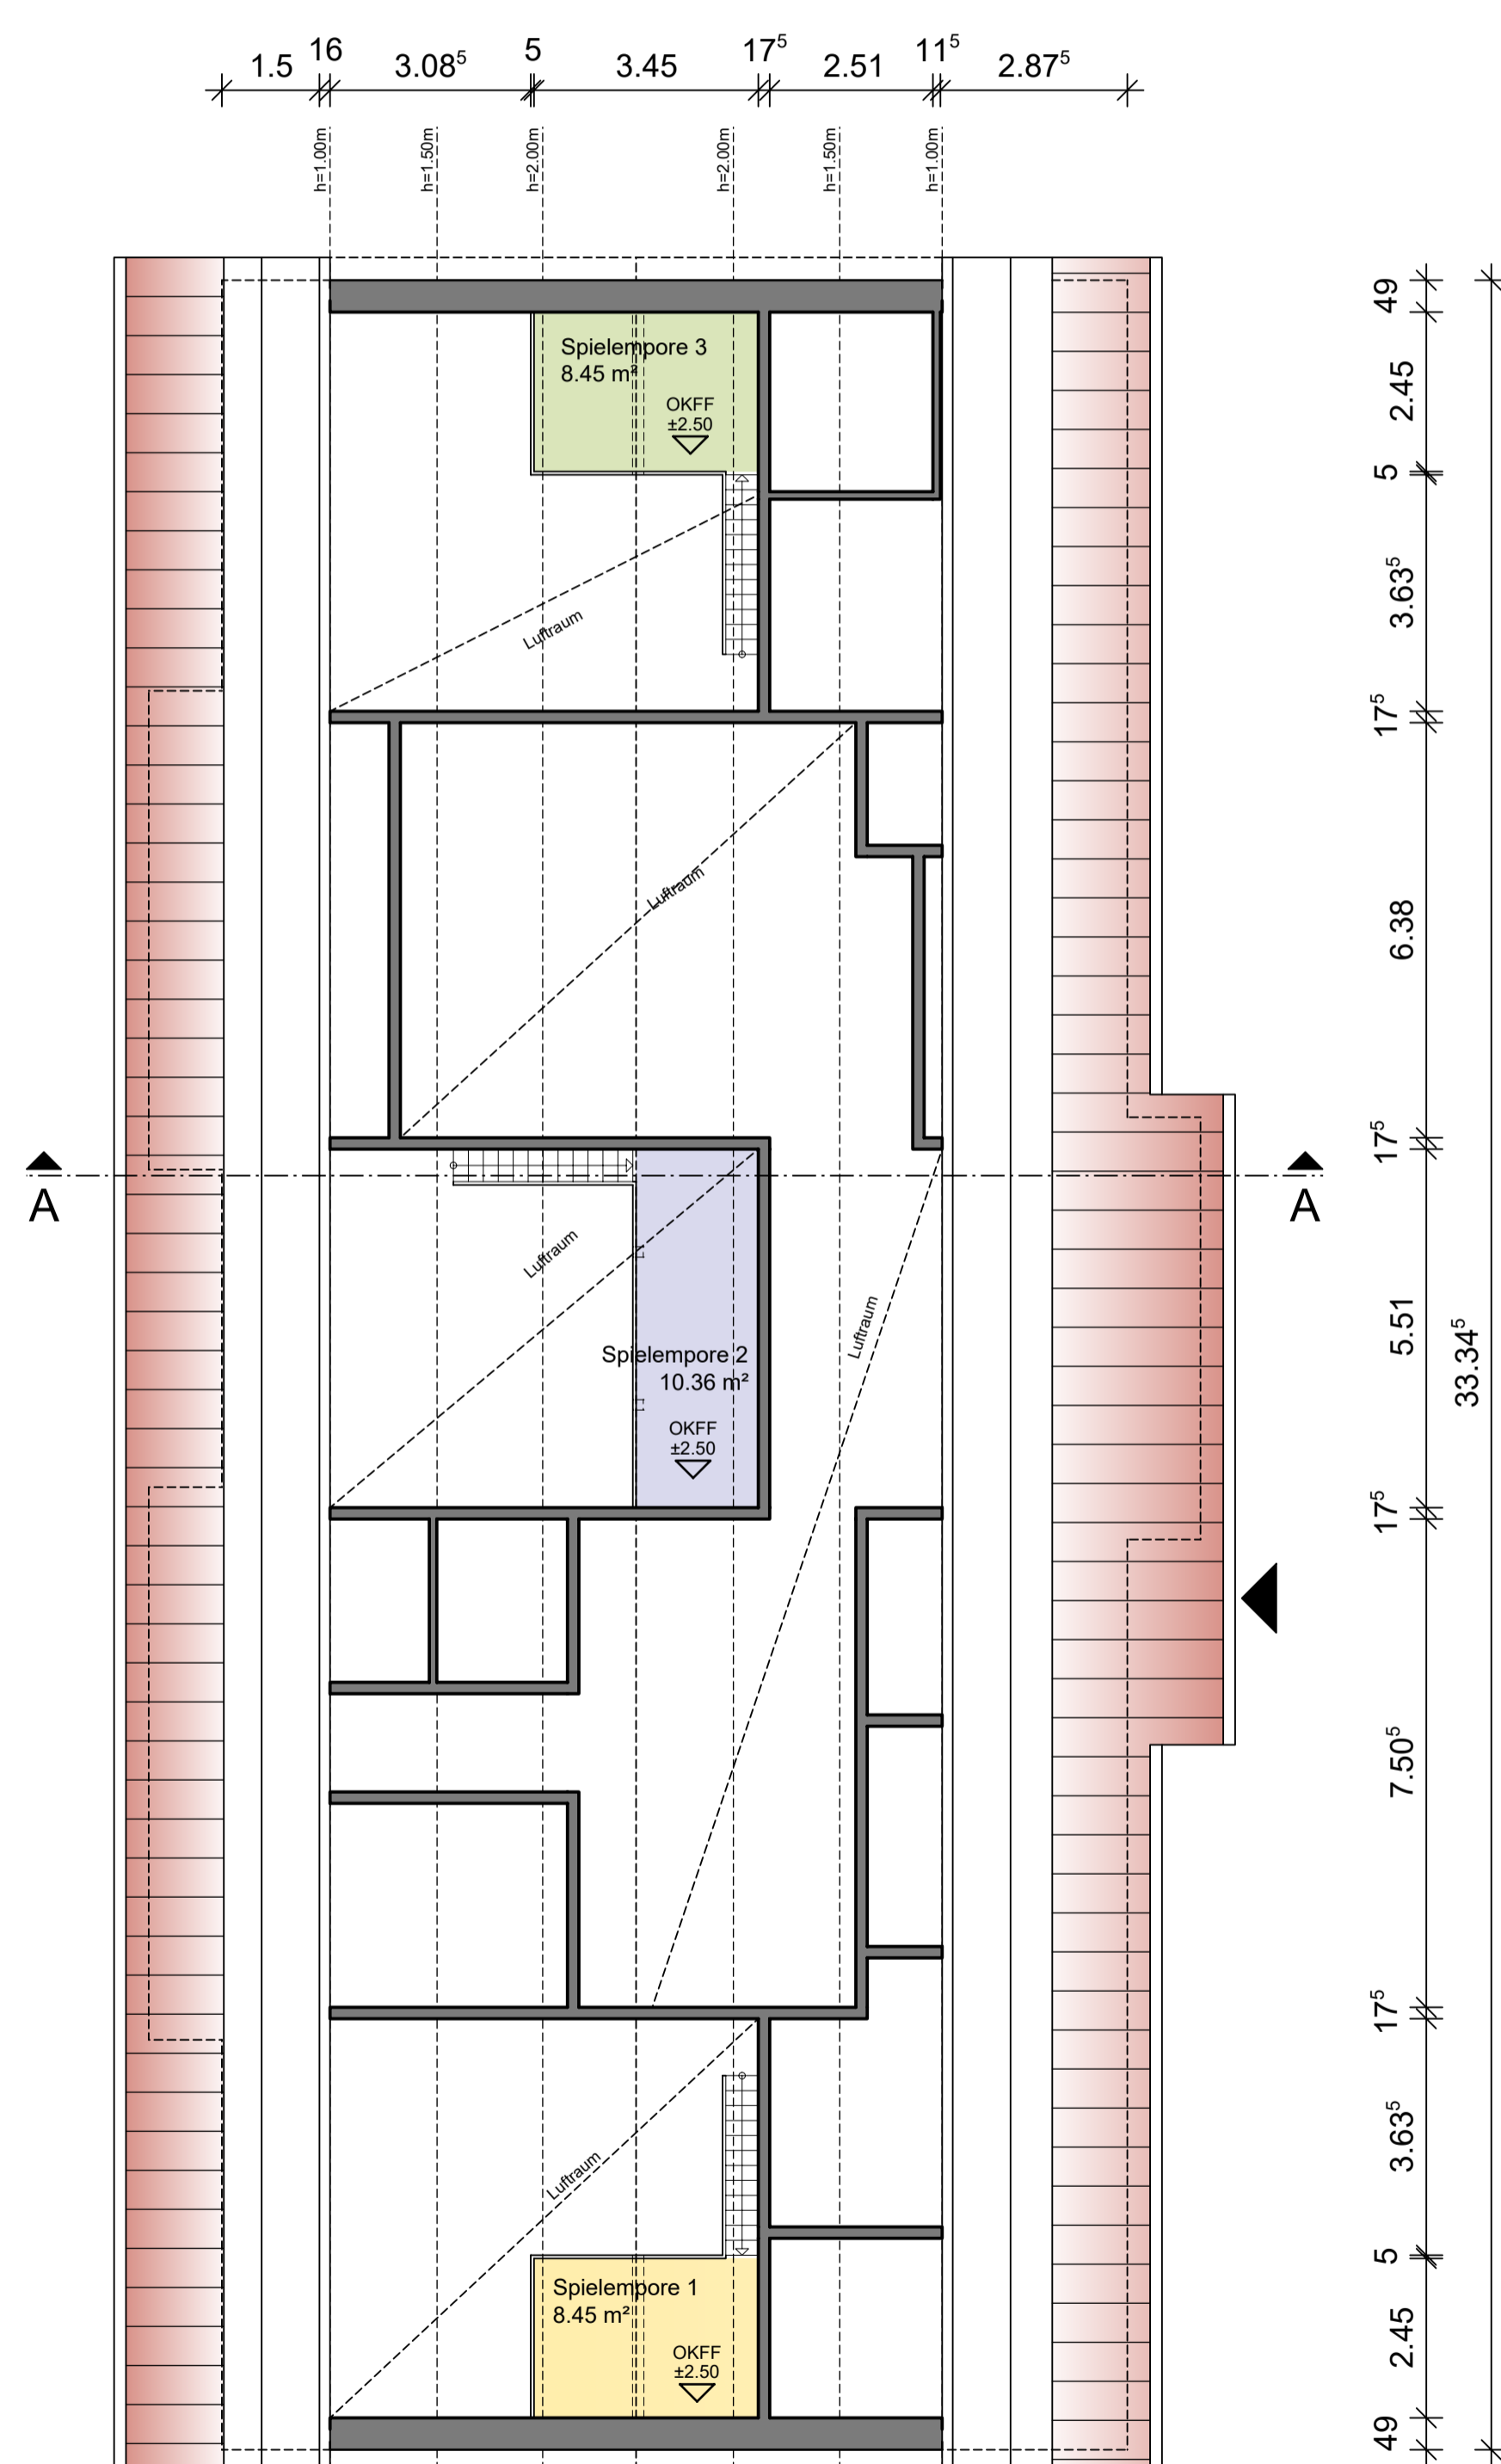 1.5 16 3.08⁵ 5 3.45 17⁵ 2.51 11⁵ 2.87⁵
h=1.00m h=1.50m h=2.00m h=2.00m h=1.50m h=1.00m
49
Spielempore 3
8.45 m²
OKFF
±2.50
2.45
5
Luftraum
3.63⁵
17⁵
Luftraum
6.38
17⁵
A
A
Luftraum
Luftraum
Spielempore 2
10.36 m²
OKFF
±2.50
5.51
33.34⁵
17⁵
7.50⁵
17⁵
Luftraum
3.63⁵
5
Spielempore 1
8.45 m²
OKFF
±2.50
2.45
49